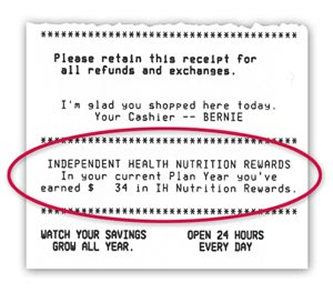 Please retain this receipt for
all refunds and exchanges.
I'm glad you shopped here today.
Your Cashier -- BERNIE
***********************************
INDEPENDENT HEALTH NUTRITION REWARDS
In your current Plan Year you've
earned $ 34 in IH Nutrition Rewards.
***********************************
WATCH YOUR SAVINGS OPEN 24 HOURS
GROW ALL YEAR. EVERY DAY